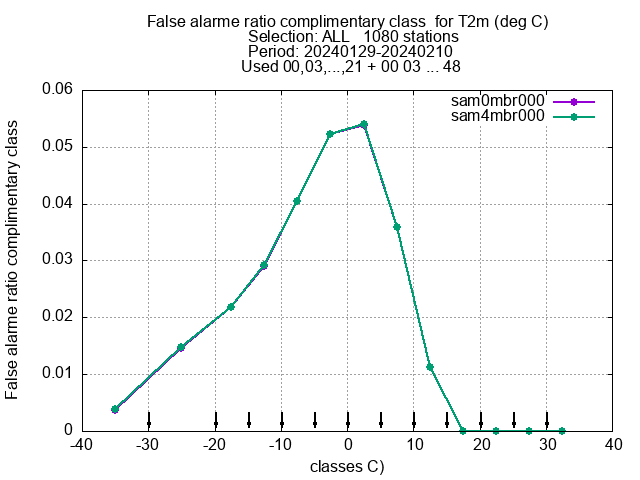 False alarme ratio complimentary class  for T2m (deg C)
Selection: ALL   1080 stations
Period: 20240129-20240210
Used 00,03,...,21 + 00 03 ... 48
sam0mbr000
sam4mbr000
False alarme ratio complimentary class
0.06
0.05
0.04
0.03
0.02
0.01
0
-40 -30 -20 -10 0 10 20 30 40
classes C)